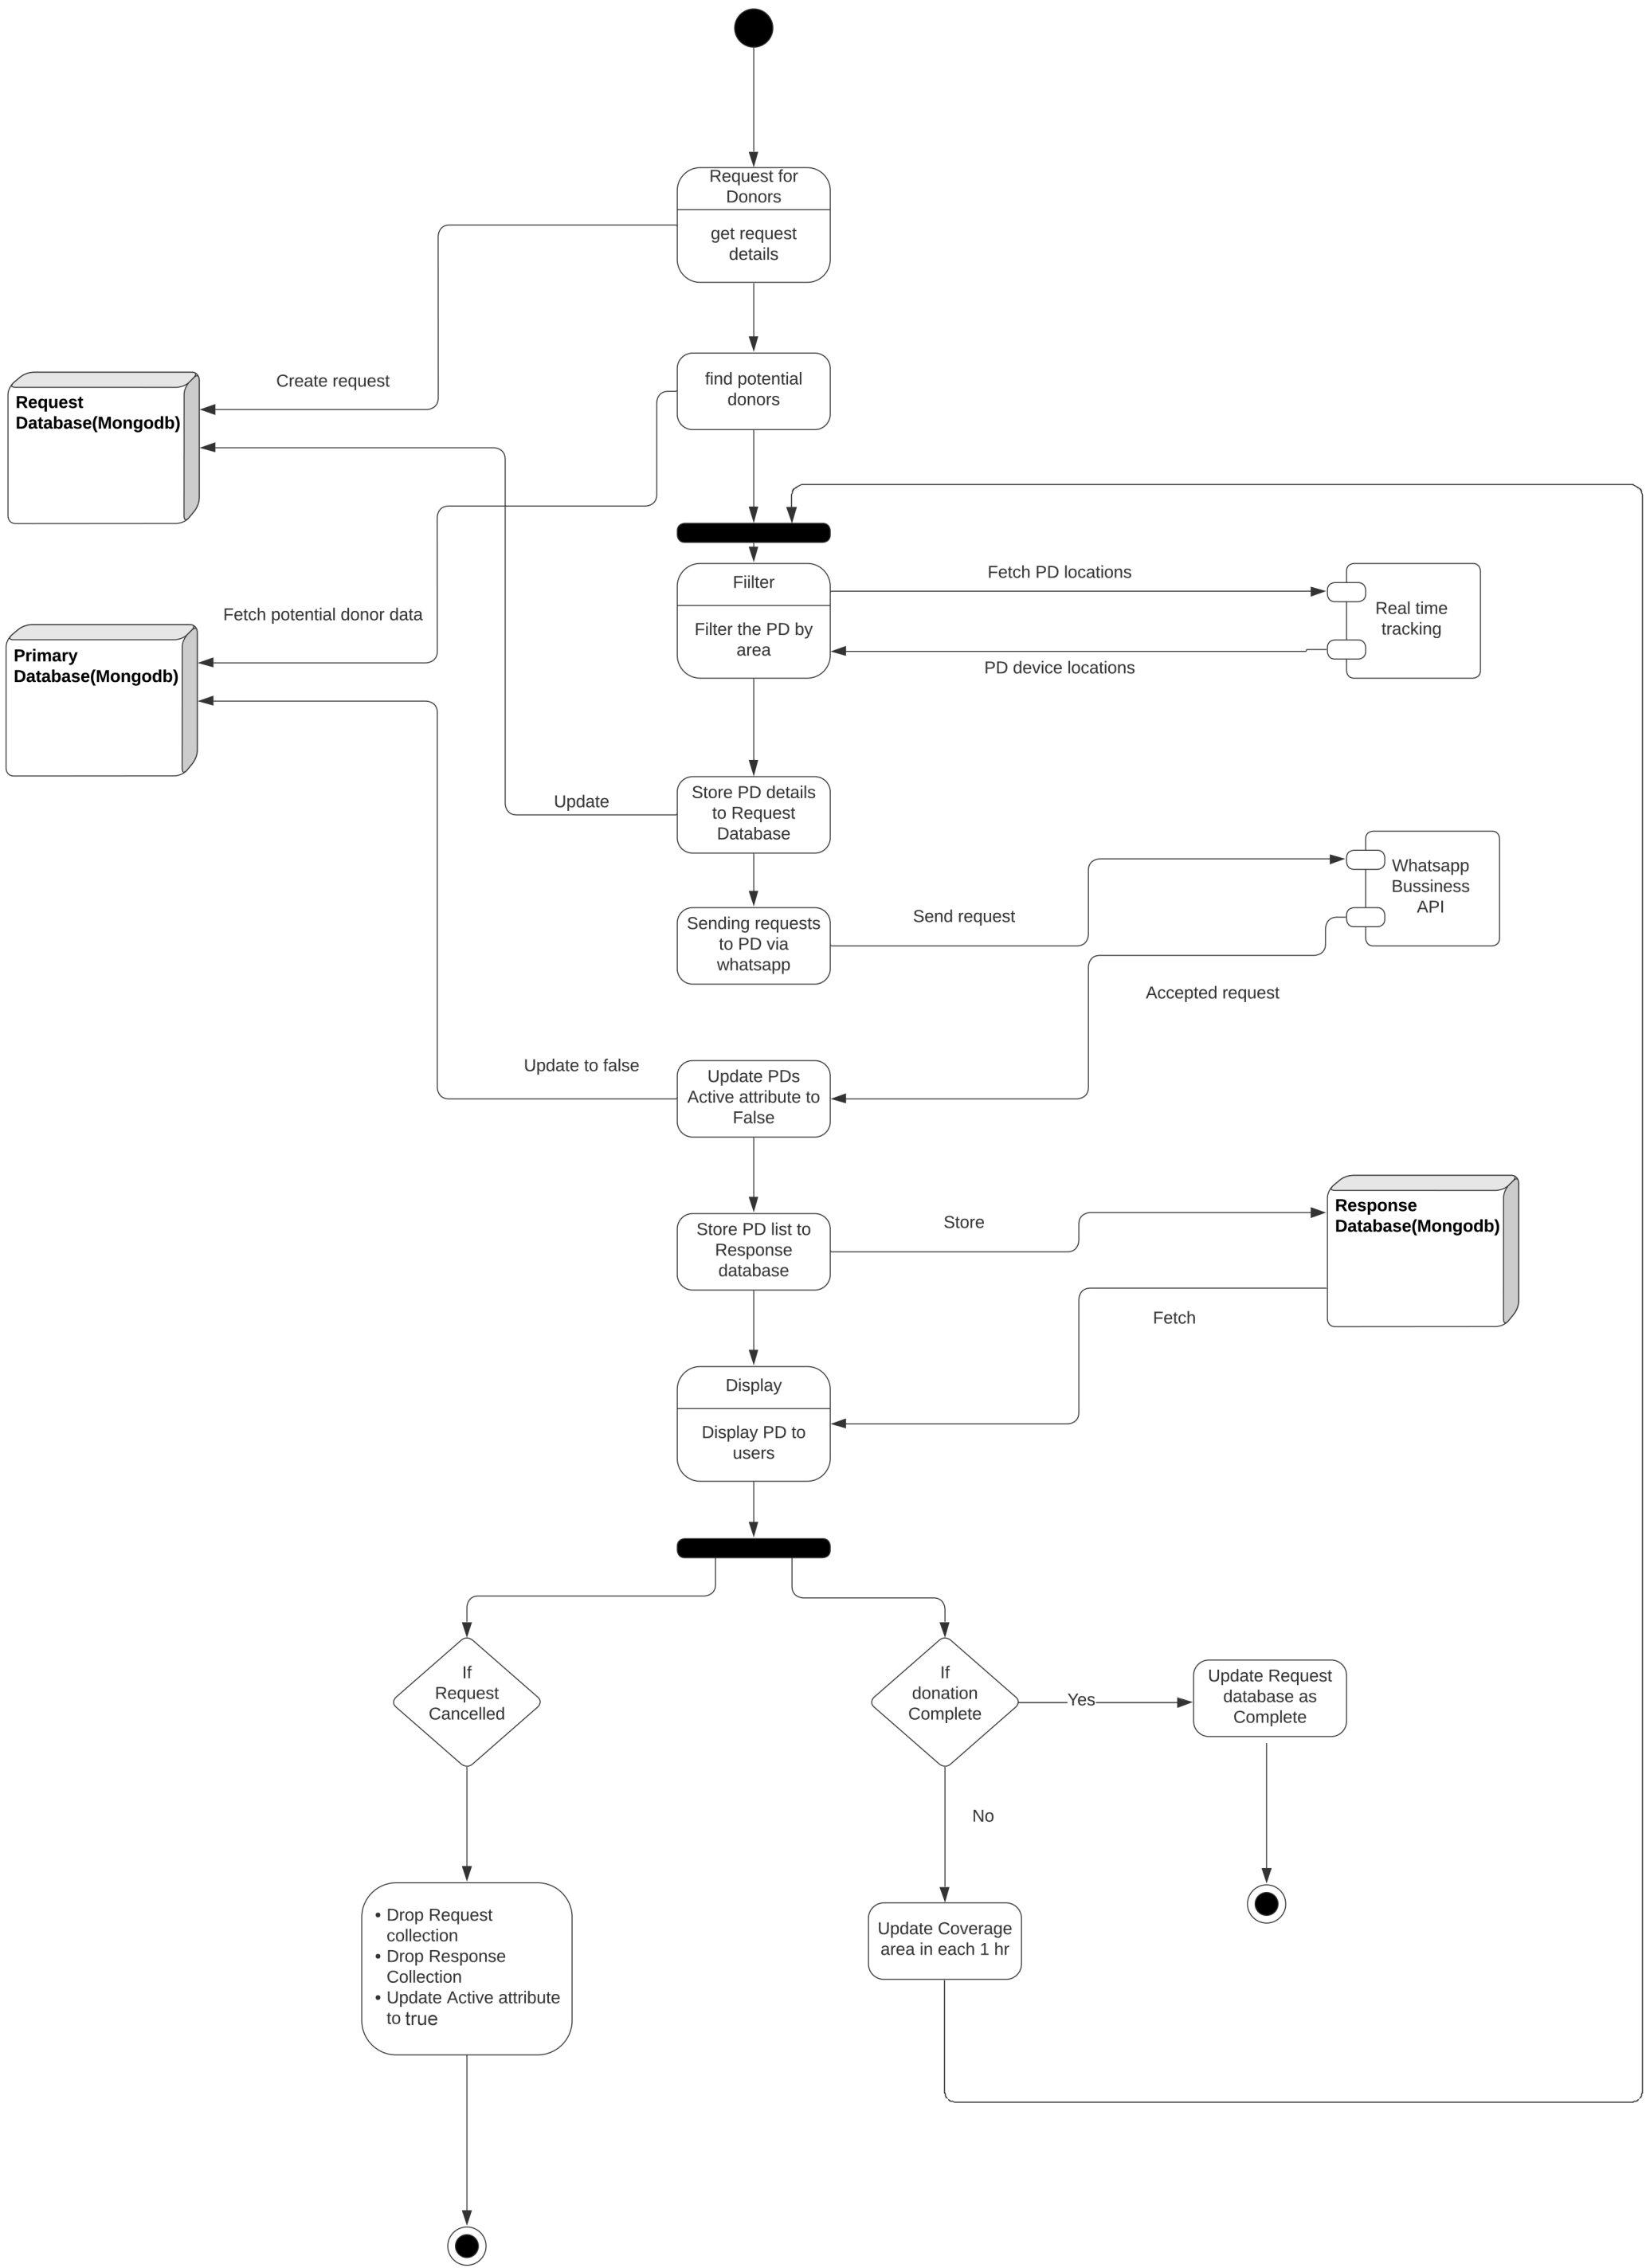 Request for
Donors
get request
details
Create request
find potential
donors
Request
Database(Mongodb)
Fiilter
Filter the PD by
area
Fetch PD locations
Real time
tracking
PD device locations
Fetch potential donor data
Primary
Database(Mongodb)
Store PD details
to Request
Database
Update
Whatsapp
Bussiness
API
Sending requests
to PD via
whatsapp
Send request
Accepted request
Update to false
Update PDs
Active attribute to
False
Store PD list to
Response
database
Store
Response
Database(Mongodb)
Fetch
Display
Display PD to
users
If
Request
Cancelled
If
donation
Complete
Yes
Update Request
database as
Complete
No
Update Coverage
area in each 1 hr
• Drop Request
collection
• Drop Response
Collection
• Update Active attribute
to true